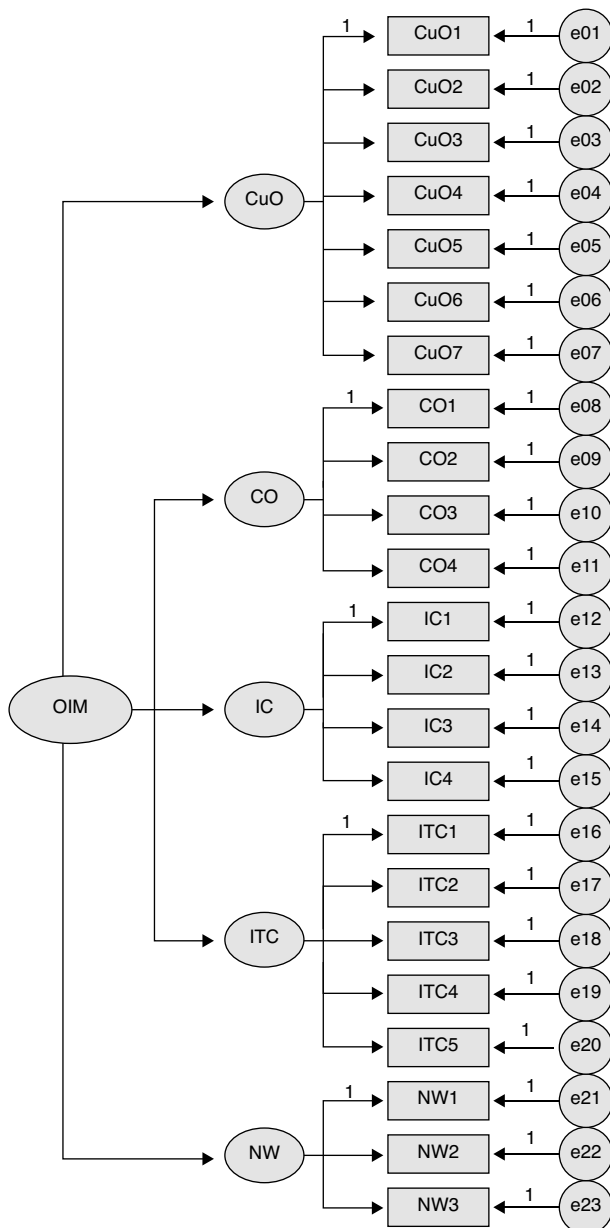 1 CuO1 1 e01
CuO2 1 e02
CuO3 1 e03
CuO CuO4 1 e04
CuO5 1 e05
CuO6 1 e06
CuO7 1 e07
1 CO1 1 e08
CO2 1 e09
CO
CO3 1 e10
CO4 1 e11
1 IC1 1 e12
IC2 1 e13
OIM IC
IC3 1 e14
IC4 1 e15
1 ITC1 1 e16
ITC2 1 e17
ITC ITC3 1 e18
ITC4 1 e19
ITC5 1 e20
1 NW1 1 e21
NW NW2 1 e22
NW3 1 e23